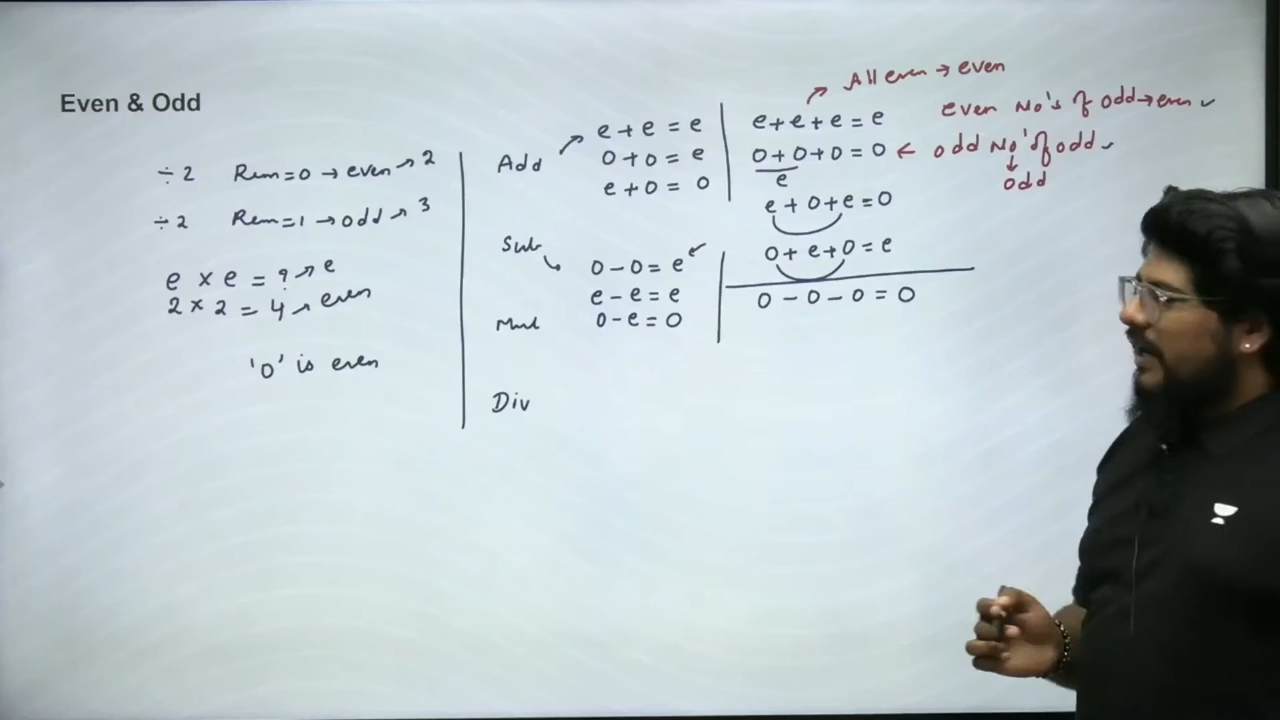 Even & Odd
÷2 Rem=0 → even → 2
÷2 Rem=1 → odd → 3
e × e = ? → e
2 × 2 = 4 → even
'0' is even
Add
e + e = e
o + o = e
e + o = o
Sub
o - o = e
e - e = e
o - e = o
Mul
Div
All even → even
e + e + e = e
even No's of odd → even ✓
o + o + o = o ← odd No' of odd ✓
e
↓
odd
e + o + e = o
o + e + o = e
o - o - o = o